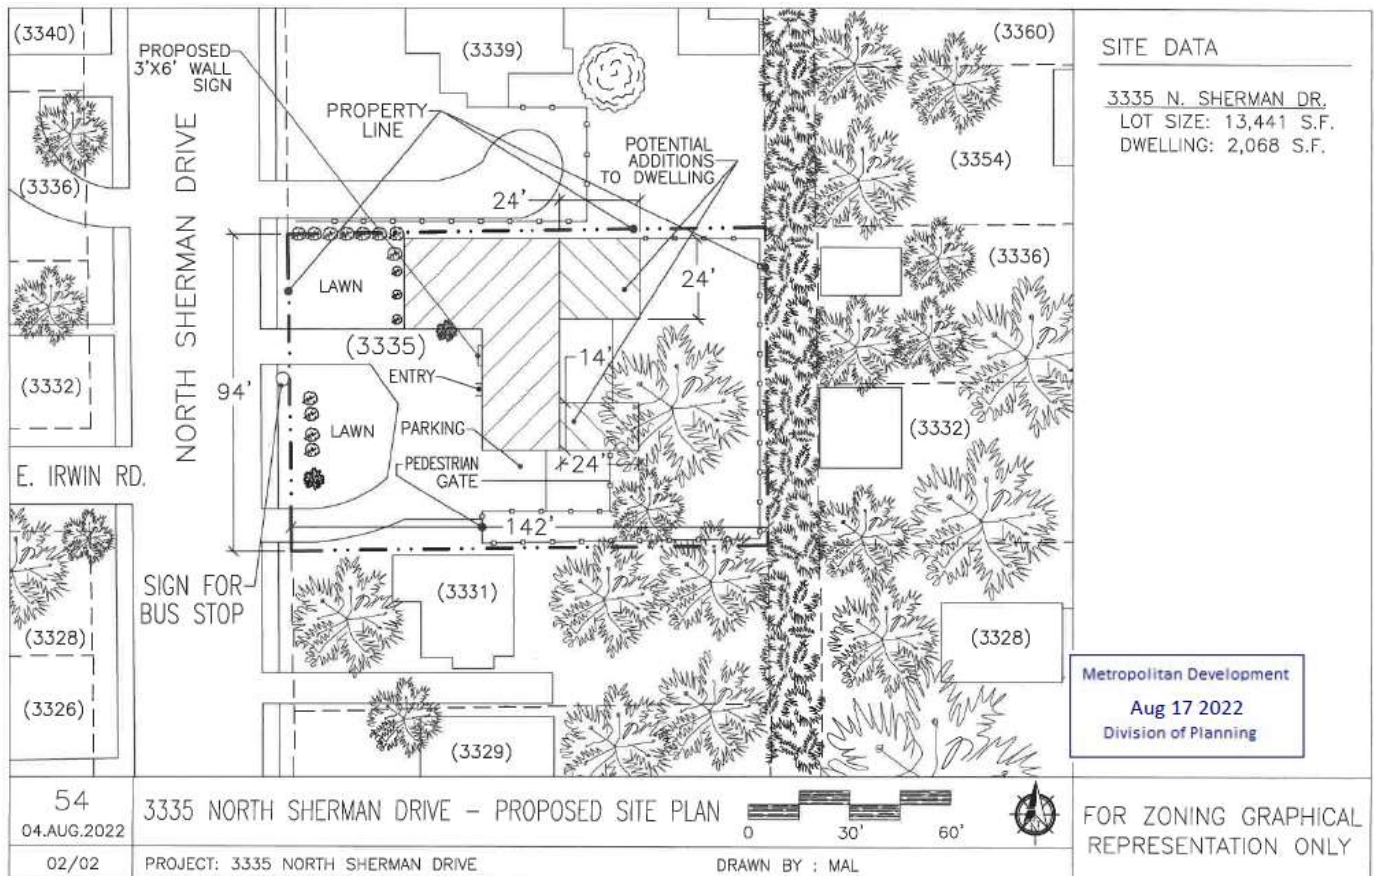 (3340)
PROPOSED
3'X6' WALL
SIGN
(3339)
(3360)
SITE DATA
3335 N. SHERMAN DR.
LOT SIZE: 13,441 S.F.
DWELLING: 2,068 S.F.
PROPERTY
LINE
POTENTIAL
ADDITIONS
TO DWELLING
(3354)
(3336)
NORTH SHERMAN DRIVE
24'
(3336)
LAWN
24'
(3335)
14'
(3332)
ENTRY
94'
LAWN
PARKING
(3332)
PEDESTRIAN
GATE
24'
E. IRWIN RD.
142'
SIGN FOR
BUS STOP
(3331)
(3328)
(3328)
(3326)
(3329)
Metropolitan Development
Aug 17 2022
Division of Planning
54
04.AUG.2022
3335 NORTH SHERMAN DRIVE – PROPOSED SITE PLAN
0 30' 60'
FOR ZONING GRAPHICAL
REPRESENTATION ONLY
02/02
PROJECT: 3335 NORTH SHERMAN DRIVE
DRAWN BY : MAL